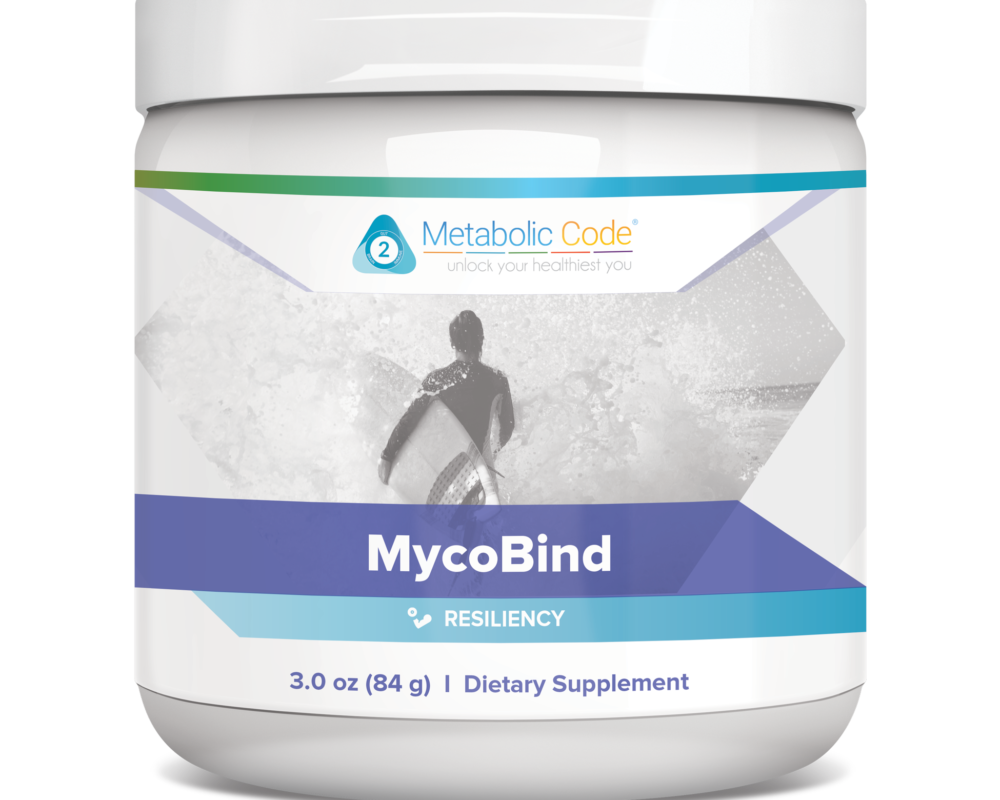 2
Metabolic Code®
unlock your healthiest you
MycoBind
RESILIENCY
3.0 oz (84 g) | Dietary Supplement